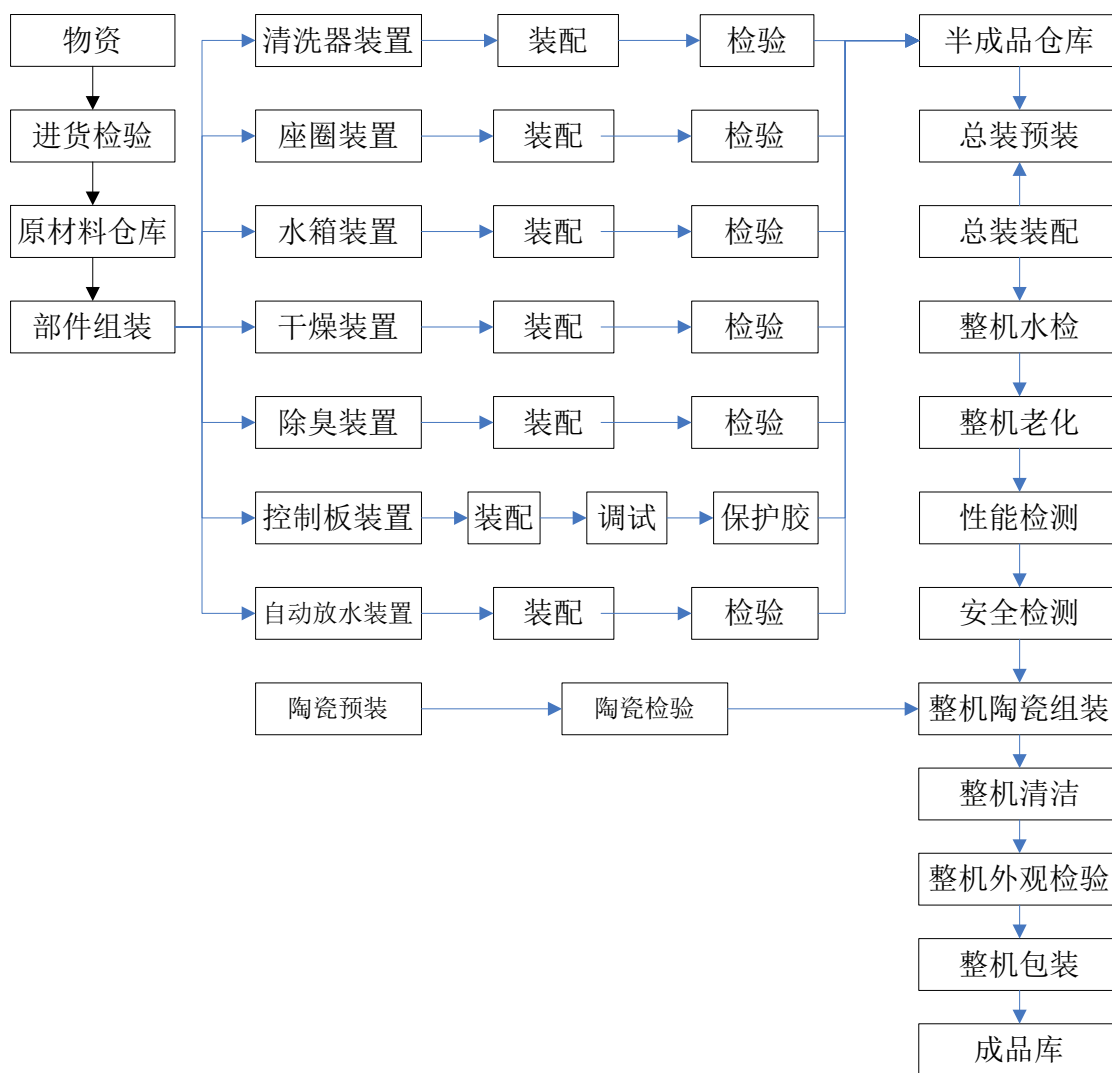 物资
进货检验
原材料仓库
部件组装
清洗器装置
装配
检验
座圈装置
装配
检验
水箱装置
装配
检验
干燥装置
装配
检验
除臭装置
装配
检验
控制板装置
装配
调试
保护胶
自动放水装置
装配
检验
陶瓷预装
陶瓷检验
半成品仓库
总装预装
总装装配
整机水检
整机老化
性能检测
安全检测
整机陶瓷组装
整机清洁
整机外观检验
整机包装
成品库